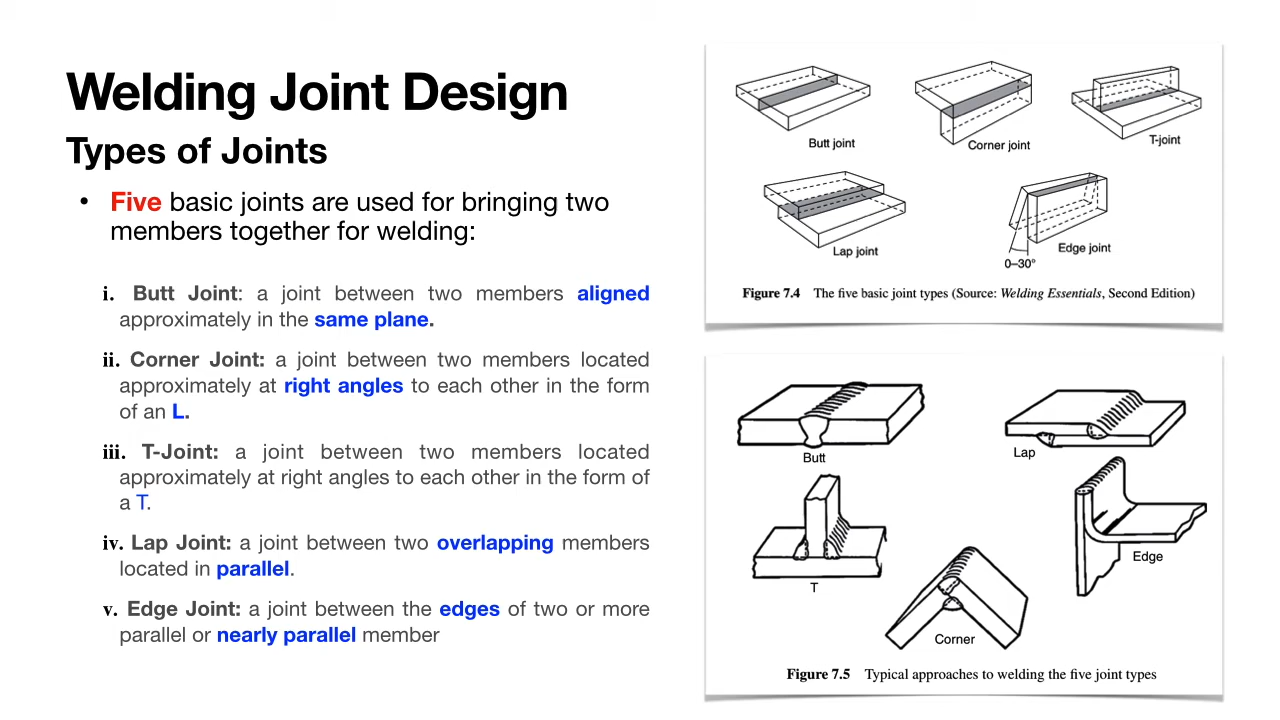 Welding Joint Design
Types of Joints
• Five basic joints are used for bringing two
members together for welding:
i. Butt Joint: a joint between two members aligned
approximately in the same plane.
ii. Corner Joint: a joint between two members located
approximately at right angles to each other in the form
of an L.
iii. T-Joint: a joint between two members located
approximately at right angles to each other in the form of
a T.
iv. Lap Joint: a joint between two overlapping members
located in parallel.
v. Edge Joint: a joint between the edges of two or more
parallel or nearly parallel member
Butt joint
Corner joint
T-joint
Lap joint
Edge joint
0–30°
Figure 7.4 The five basic joint types (Source: Welding Essentials, Second Edition)
Butt
Lap
T
Edge
Corner
Figure 7.5 Typical approaches to welding the five joint types